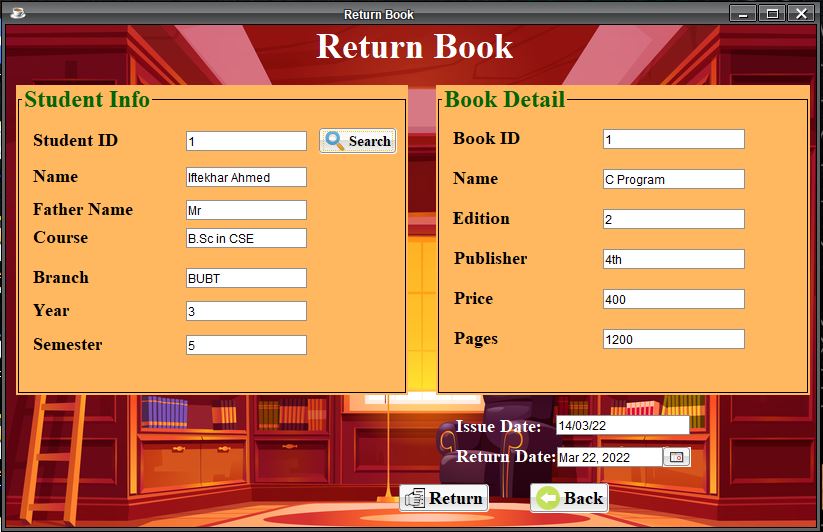 Return Book
Return Book
Student Info
Student ID 1 Search
Name Iftekhar Ahmed
Father Name Mr
Course B.Sc in CSE
Branch BUBT
Year 3
Semester 5
Book Detail
Book ID 1
Name C Program
Edition 2
Publisher 4th
Price 400
Pages 1200
Issue Date: 14/03/22
Return Date: Mar 22, 2022
Return Back